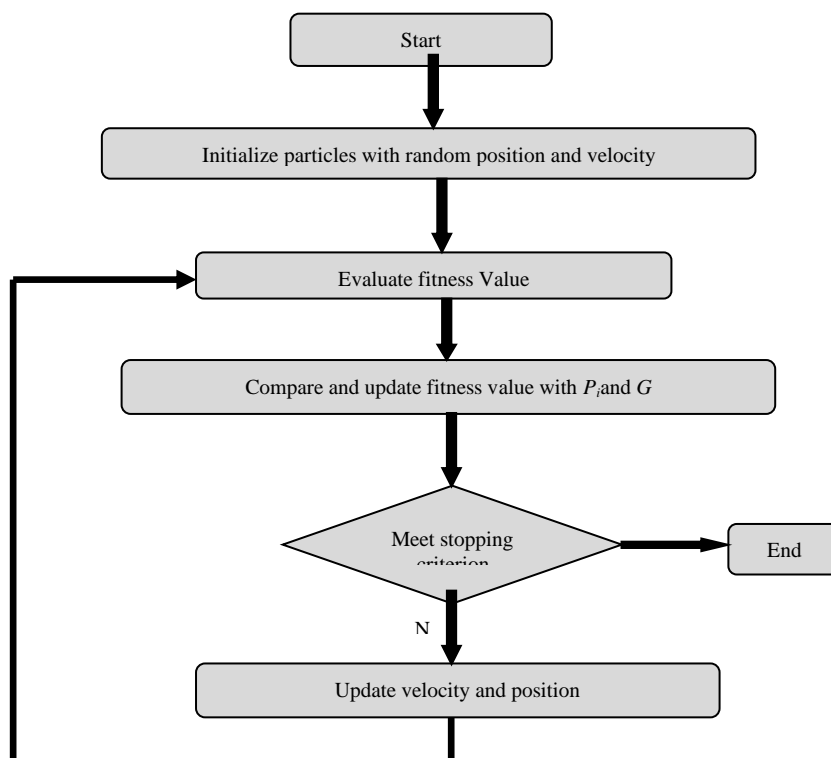 Start
Initialize particles with random position and velocity
Evaluate fitness Value
Compare and update fitness value with Piand G
Meet stopping
criterion
End
N
Update velocity and position